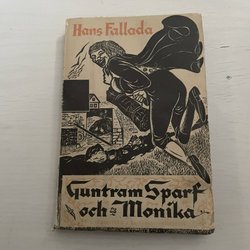 Hans Fallada
Guntram Sparf
och Monika